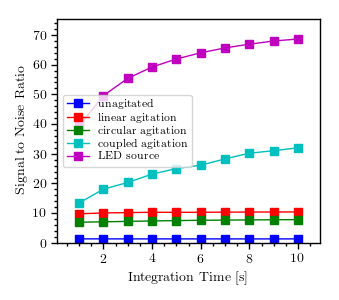 70
60
50
40
30
20
10
0
Signal to Noise Ratio
unagitated
linear agitation
circular agitation
coupled agitation
LED source
2 4 6 8 10
Integration Time [s]